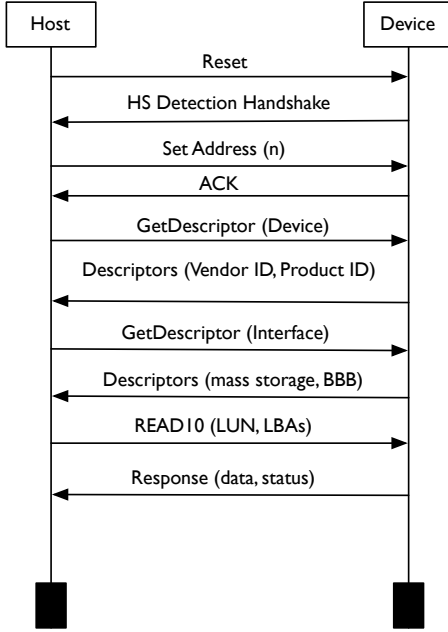 Host
Device
Reset
HS Detection Handshake
Set Address (n)
ACK
GetDescriptor (Device)
Descriptors (Vendor ID, Product ID)
GetDescriptor (Interface)
Descriptors (mass storage, BBB)
READ10 (LUN, LBAs)
Response (data, status)